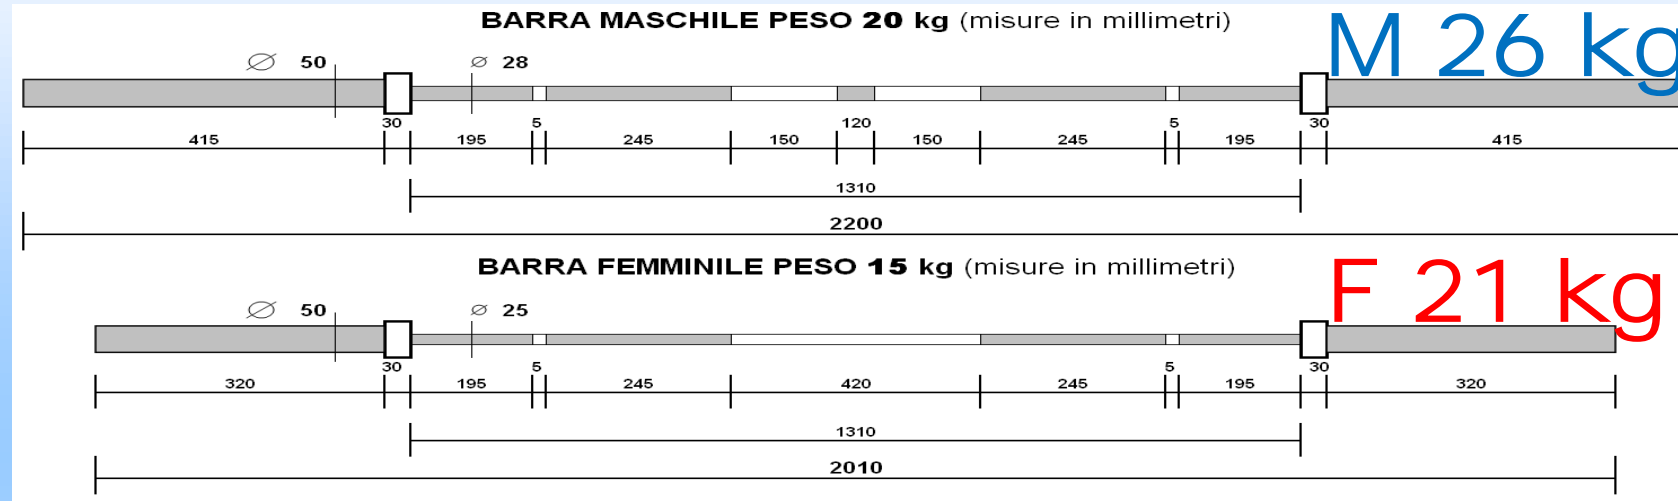 BARRA MASCHILE PESO 20 kg (misure in millimetri)
M 26 kg
∅ 50 ∅ 28
30 5 120 5 30
415 195 245 150 150 245 195 415
1310
2200
BARRA FEMMINILE PESO 15 kg (misure in millimetri)
F 21 kg
∅ 50 ∅ 25
30 5 5 30
320 195 245 420 245 195 320
1310
2010